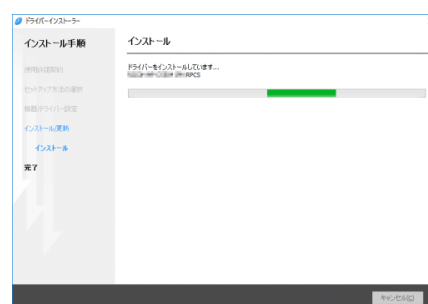 ドライバーインストーラー
インストール手順
使用許諾契約
セットアップ方法の選択
機器/ドライバー設定
インストール/更新
インストール
完了
インストール
ドライバーをインストールしています...
RPCS
キャンセル(C)